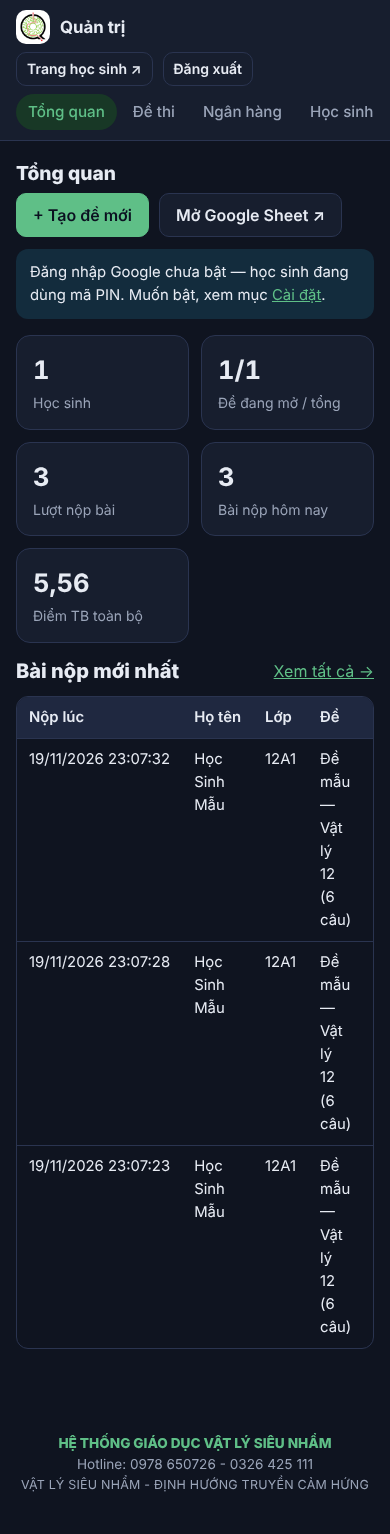 Quản trị
Trang học sinh ↗ Đăng xuất
Tổng quan Đề thi Ngân hàng Học sinh
Tổng quan
+ Tạo đề mới Mở Google Sheet ↗
Đăng nhập Google chưa bật — học sinh đang
dùng mã PIN. Muốn bật, xem mục Cài đặt.
1 1/1
Học sinh Đề đang mở / tổng
3 3
Lượt nộp bài Bài nộp hôm nay
5,56
Điểm TB toàn bộ
Bài nộp mới nhất Xem tất cả →
Nộp lúc Họ tên Lớp Đề
19/11/2026 23:07:32 Học 12A1 Đề
Sinh mẫu
Mẫu —
Vật
lý
12
(6
câu)
19/11/2026 23:07:28 Học 12A1 Đề
Sinh mẫu
Mẫu —
Vật
lý
12
(6
câu)
19/11/2026 23:07:23 Học 12A1 Đề
Sinh mẫu
Mẫu —
Vật
lý
12
(6
câu)
HỆ THỐNG GIÁO DỤC VẬT LÝ SIÊU NHẨM
Hotline: 0978 650726 - 0326 425 111
VẬT LÝ SIÊU NHẨM - ĐỊNH HƯỚNG TRUYỀN CẢM HỨNG